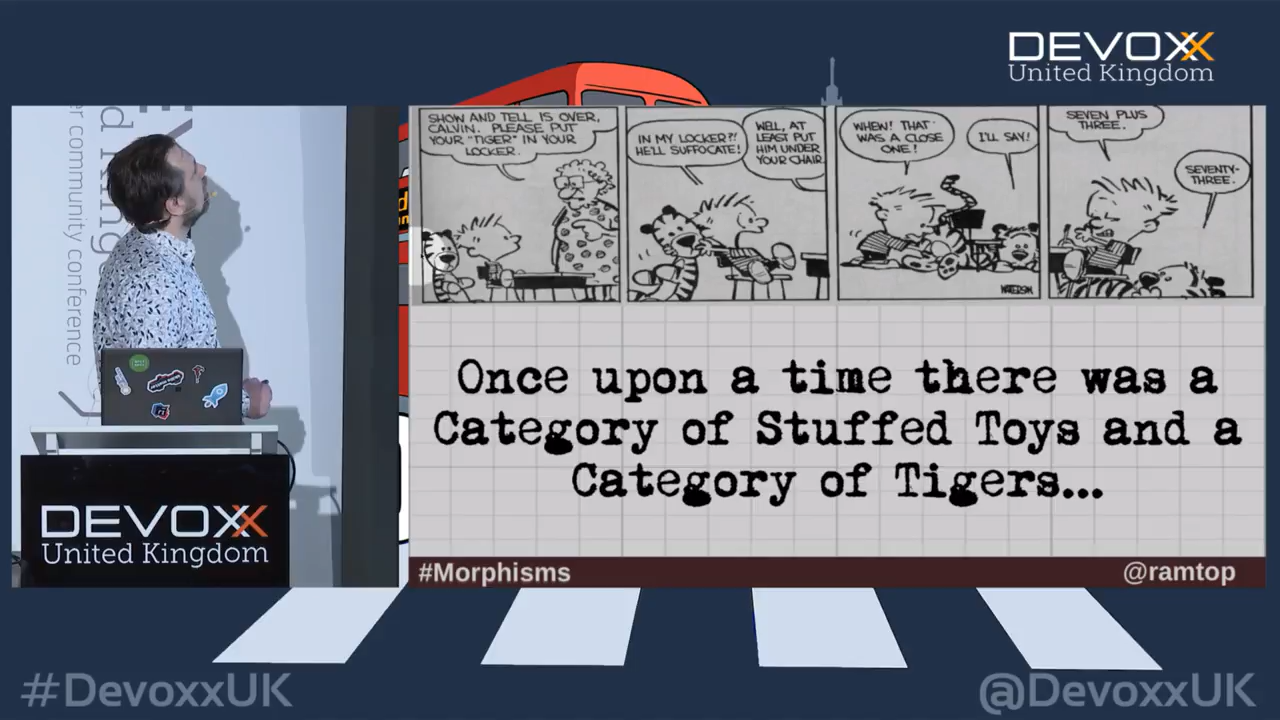 DEVOXX
United Kingdom
er community conference
SHOW AND TELL IS OVER,
CALVIN. PLEASE PUT
YOUR "TIGER" IN YOUR
LOCKER.
IN MY LOCKER?!
HE'LL SUFFOCATE!
WELL, AT
LEAST PUT
HIM UNDER
YOUR CHAIR
WHEW! THAT
WAS A CLOSE
ONE!
I'LL SAY!
SEVEN PLUS
THREE.
SEVENTY-
THREE.
Once upon a time there was a
Category of Stuffed Toys and a
Category of Tigers...
#Morphisms
@ramtop
DEVOXX
United Kingdom
#DevoxxUK
@DevoxxUK